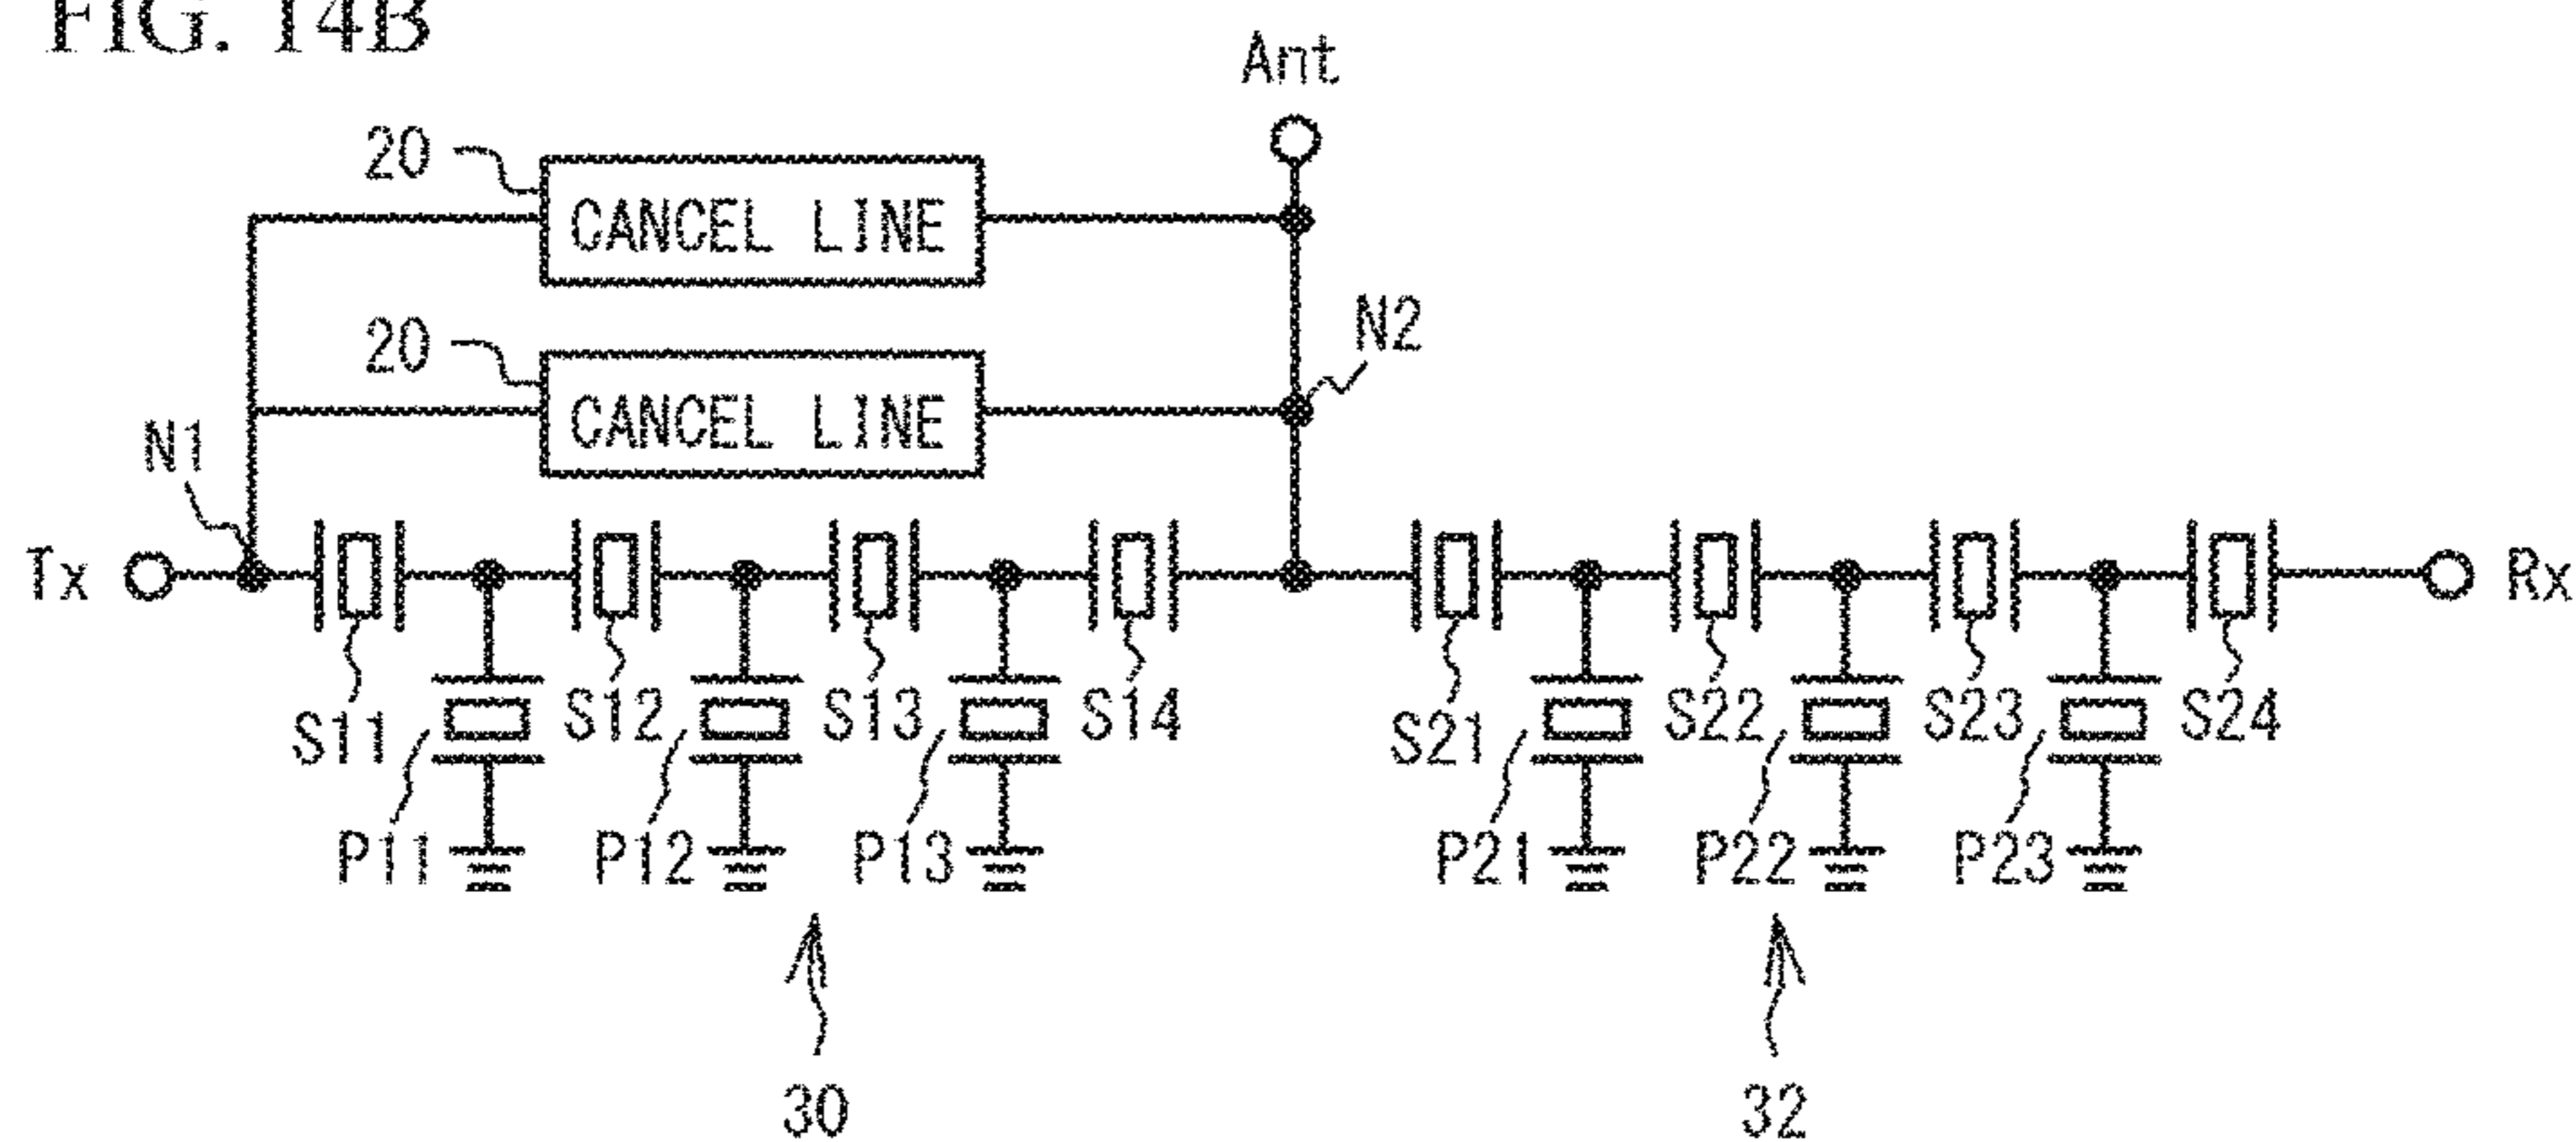 FIG. 14B
Ant
20
CANCEL LINE
20
CANCEL LINE
N2
N1
Tx
Rx
S11
S12
S13
S14
S21
S22
S23
S24
P11
P12
P13
P21
P22
P23
30
32